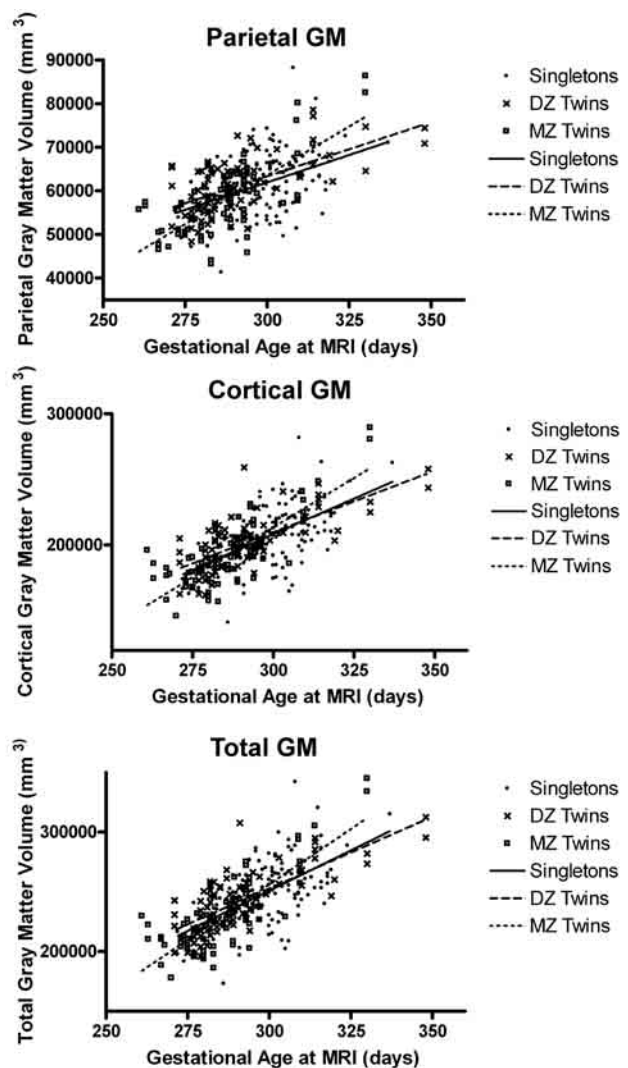 Parietal GM
Parietal Gray Matter Volume (mm 3)
90000
80000
70000
60000
50000
40000
250 275 300 325 350
Gestational Age at MRI (days)
Singletons
DZ Twins
MZ Twins
Singletons
DZ Twins
MZ Twins
Cortical GM
Cortical Gray Matter Volume (mm 3)
300000
200000
250 275 300 325 350
Gestational Age at MRI (days)
Singletons
DZ Twins
MZ Twins
Singletons
DZ Twins
MZ Twins
Total GM
Total Gray Matter Volume (mm 3)
300000
200000
250 275 300 325 350
Gestational Age at MRI (days)
Singletons
DZ Twins
MZ Twins
Singletons
DZ Twins
MZ Twins